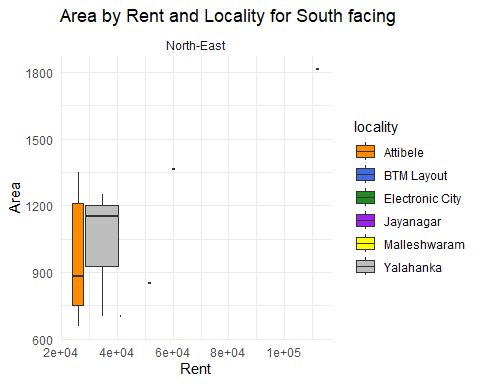 Area by Rent and Locality for South facing
North-East
1800
1500
1200
900
600
Area
2e+04 4e+04 6e+04 8e+04 1e+05
Rent
locality
Attibele
BTM Layout
Electronic City
Jayanagar
Malleshwaram
Yalahanka